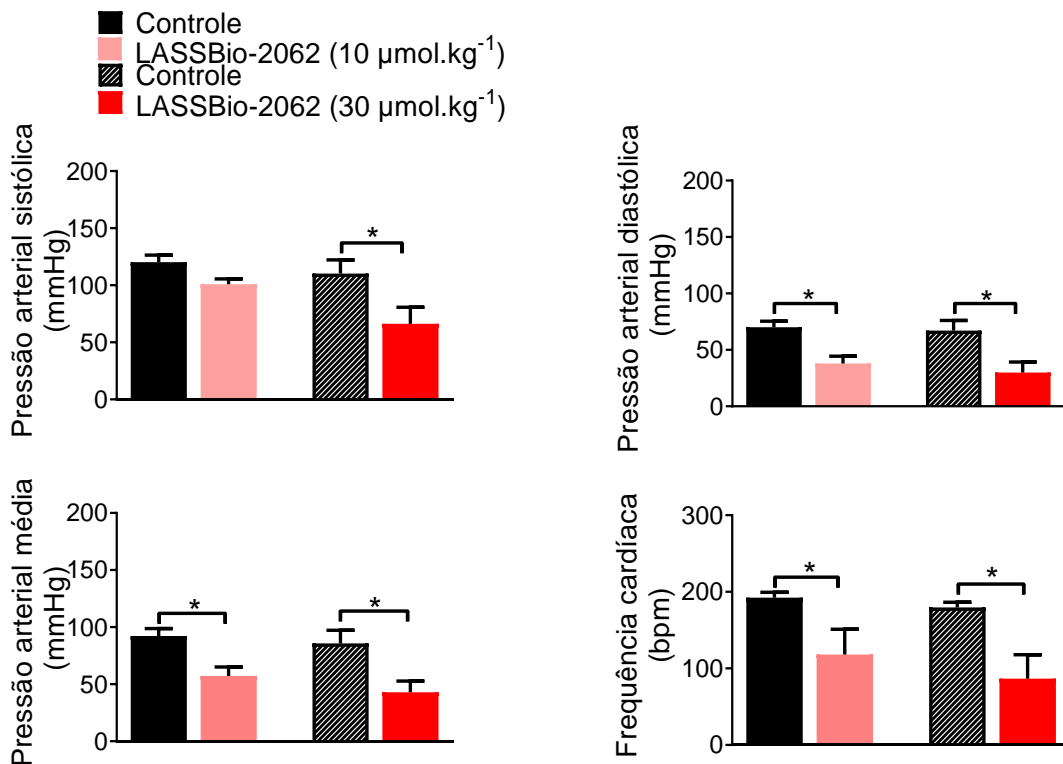 Controle
LASSBio-2062 (10 µmol.kg⁻¹)
Controle
LASSBio-2062 (30 µmol.kg⁻¹)
Pressão arterial sistólica
(mmHg)
200
150
100
50
0
*
Pressão arterial diastólica
(mmHg)
200
150
100
50
0
*
*
Pressão arterial média
(mmHg)
200
150
100
50
0
*
*
Frequência cardíaca
(bpm)
300
200
100
0
*
*